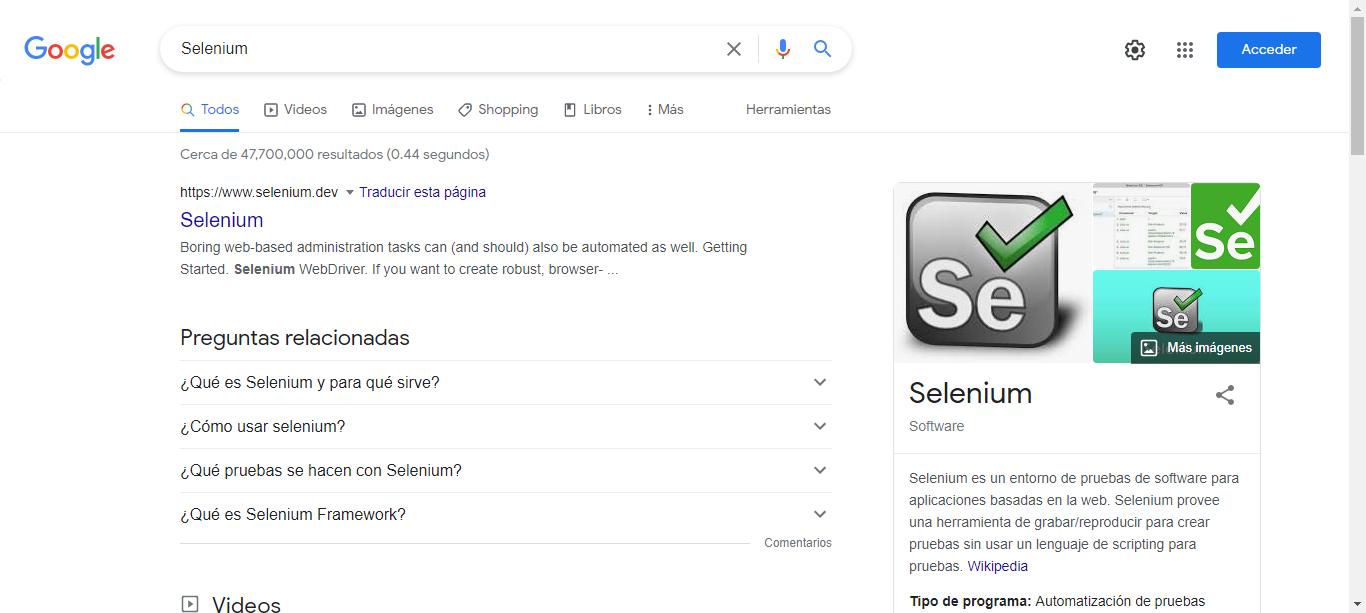 Google
Selenium
Acceder
Todos
Videos
Imágenes
Shopping
Libros
Más
Herramientas
Cerca de 47,700,000 resultados (0.44 segundos)
https://www.selenium.dev Traducir esta página
Selenium
Boring web-based administration tasks can (and should) also be automated as well. Getting
Started. Selenium WebDriver. If you want to create robust, browser- ...
Preguntas relacionadas
¿Qué es Selenium y para qué sirve?
¿Cómo usar selenium?
¿Qué pruebas se hacen con Selenium?
¿Qué es Selenium Framework?
Comentarios
Videos
Se
Se
Se
Más imágenes
Selenium
Software
Selenium es un entorno de pruebas de software para
aplicaciones basadas en la web. Selenium provee
una herramienta de grabar/reproducir para crear
pruebas sin usar un lenguaje de scripting para
pruebas. Wikipedia
Tipo de programa: Automatización de pruebas